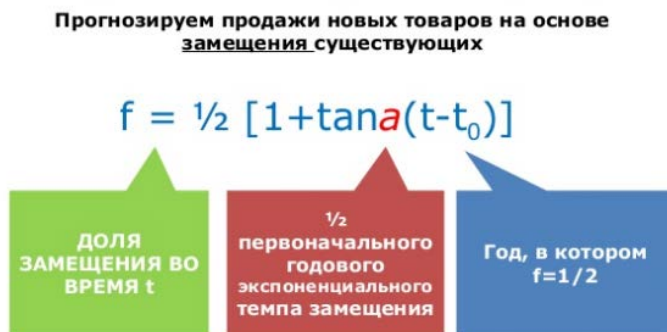 Прогнозируем продажи новых товаров на основе
замещения существующих
f = ½ [1+tana(t-t₀)]
ДОЛЯ
ЗАМЕЩЕНИЯ ВО
ВРЕМЯ t
½
первоначального
годового
экспоненциального
темпа замещения
Год, в котором
f=1/2